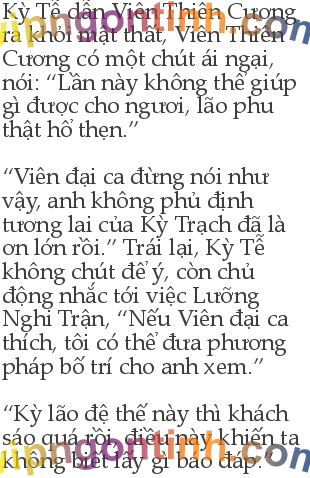 Kỳ Tễ dẫn Viên Thiên Cương
ra khỏi mật thất, Viên Thiên
Cương có một chút ái ngại,
nói: “Lần này không thể giúp
gì được cho ngươi, lão phu
thật hổ thẹn.”
“Viên đại ca đừng nói như
vậy, anh không phủ định
tương lai của Kỳ Trạch đã là
ơn lớn rồi.” Trái lại, Kỳ Tễ
không chút để ý, còn chủ
động nhắc tới việc Lưỡng
Nghi Trận, “Nếu Viên đại ca
thích, tôi có thể đưa phương
pháp bố trí cho anh xem.”
“Kỳ lão đệ thế này thì khách
sáo quá rồi, điều này khiến ta
không biết lấy gì báo đáp.”
vipngontinh.com
vipngontinh.com